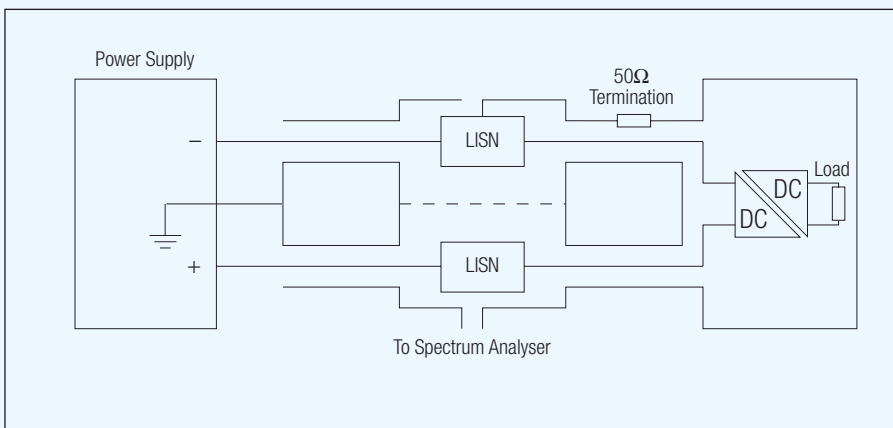 Power Supply
50Ω
Termination
−
LISN
Load
DC
DC
+
LISN
To Spectrum Analyser